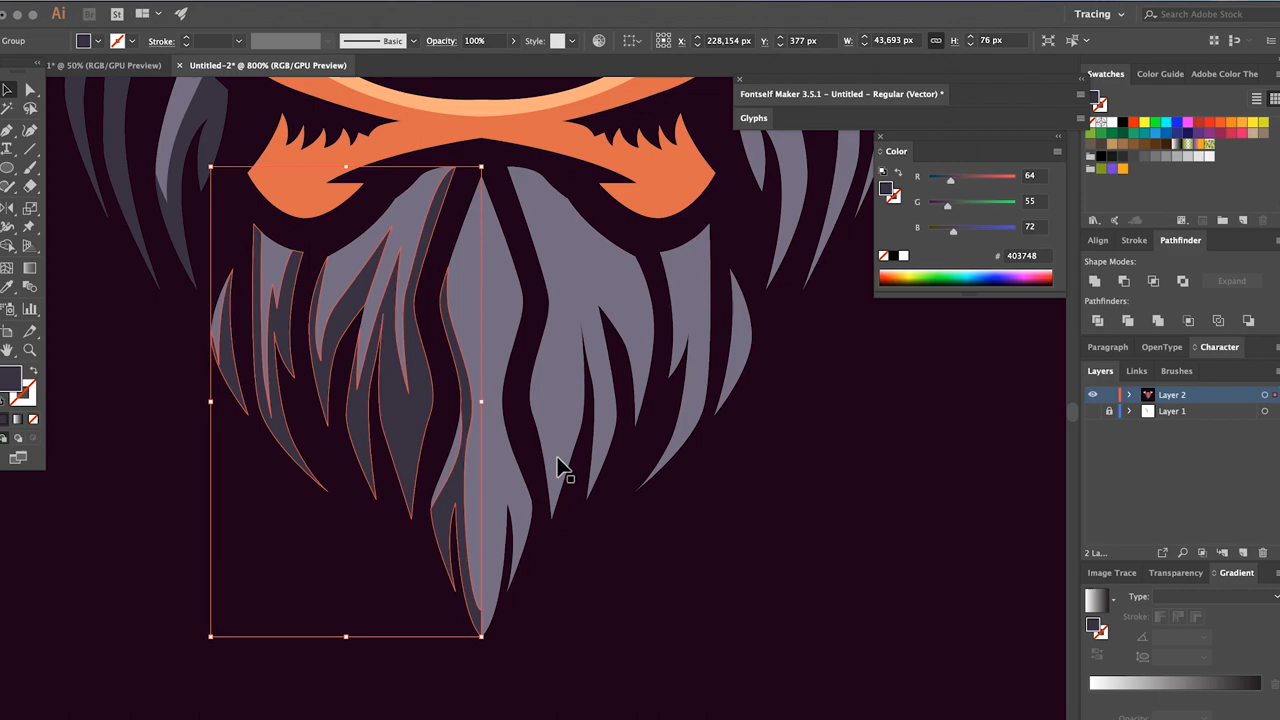 Ai Br St Tracing Search Adobe Stock
Group Stroke: Basic Opacity: 100% Style: X: 228,154 px Y: 377 px W: 43,693 px H: 76 px
1* @ 50% (RGB/GPU Preview) × Untitled-2* @ 800% (RGB/GPU Preview)
Swatches Color Guide Adobe Color The
Fontself Maker 3.5.1 – Untitled – Regular (Vector) *
Glyphs
Color
R 64
G 55
B 72
# 403748
Align Stroke Pathfinder
Shape Modes:
Expand
Pathfinders:
Paragraph OpenType Character
Layers Links Brushes
Layer 2
Layer 1
2 La...
Image Trace Transparency Gradient
Type:
Stroke: